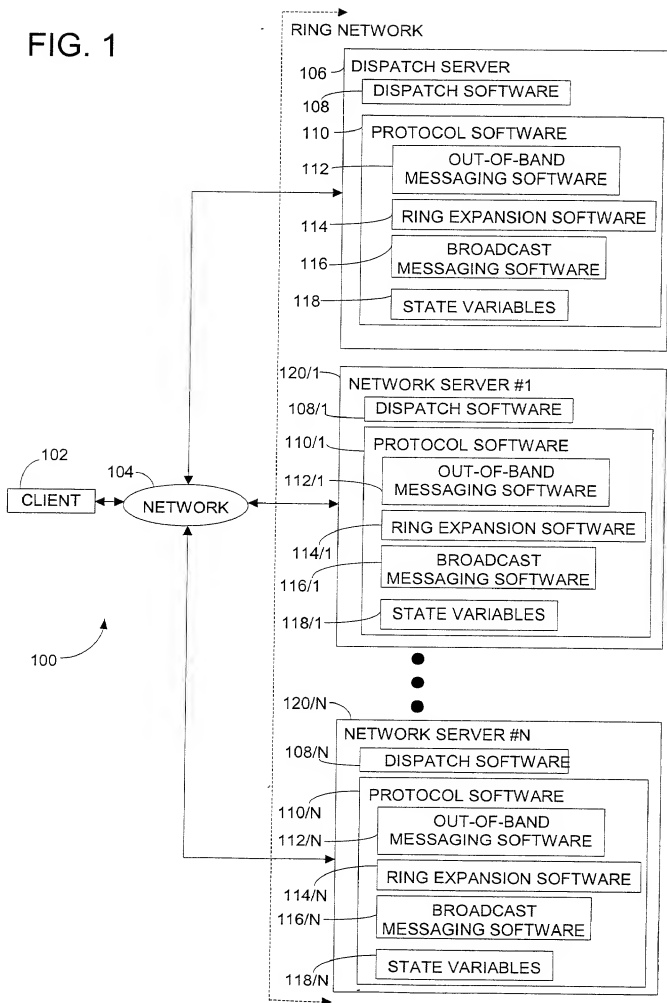 FIG. 1
RING NETWORK
106
DISPATCH SERVER
108
DISPATCH SOFTWARE
110
PROTOCOL SOFTWARE
112
OUT-OF-BAND
MESSAGING SOFTWARE
114
RING EXPANSION SOFTWARE
116
BROADCAST
MESSAGING SOFTWARE
118
STATE VARIABLES
120/1
NETWORK SERVER #1
108/1
DISPATCH SOFTWARE
110/1
PROTOCOL SOFTWARE
112/1
OUT-OF-BAND
MESSAGING SOFTWARE
114/1
RING EXPANSION SOFTWARE
116/1
BROADCAST
MESSAGING SOFTWARE
118/1
STATE VARIABLES
102
CLIENT
104
NETWORK
100
120/N
NETWORK SERVER #N
108/N
DISPATCH SOFTWARE
110/N
PROTOCOL SOFTWARE
112/N
OUT-OF-BAND
MESSAGING SOFTWARE
114/N
RING EXPANSION SOFTWARE
116/N
BROADCAST
MESSAGING SOFTWARE
118/N
STATE VARIABLES